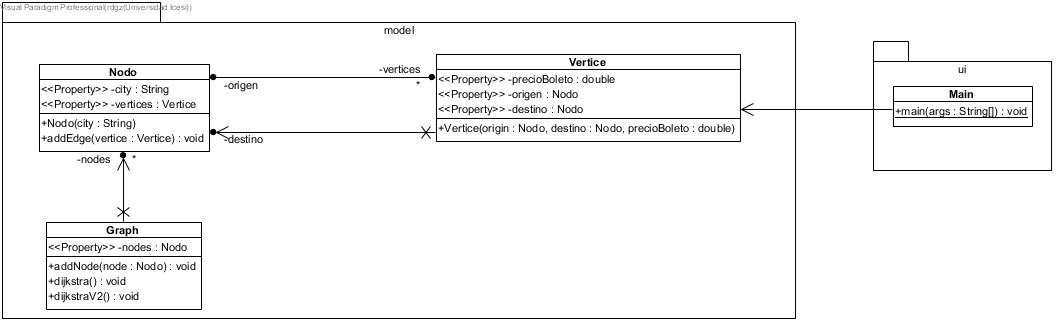 Visual Paradigm Professional(rdgz(Universidad Icesi))
model
Nodo
<<Property>> -city : String
<<Property>> -vertices : Vertice
+Nodo(city : String)
+addEdge(vertice : Vertice) : void
-origen
-vertices
*
-destino
Vertice
<<Property>> -precioBoleto : double
<<Property>> -origen : Nodo
<<Property>> -destino : Nodo
+Vertice(origin : Nodo, destino : Nodo, precioBoleto : double)
ui
Main
+main(args : String[]) : void
-nodes
*
Graph
<<Property>> -nodes : Nodo
+addNode(node : Nodo) : void
+dijkstra() : void
+dijkstraV2() : void